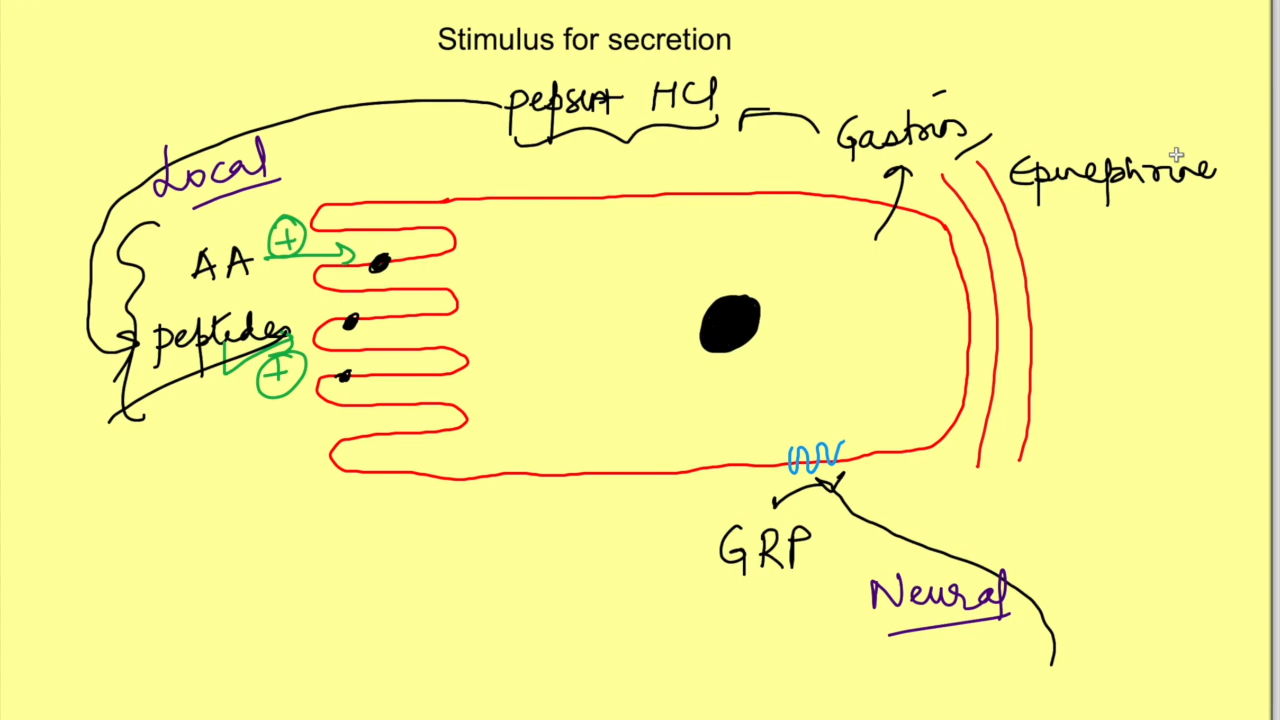 Stimulus for secretion
pepsin HCl
Gastrin
Epinephrine
Local
+
AA
peptides
+
GRP
Neural